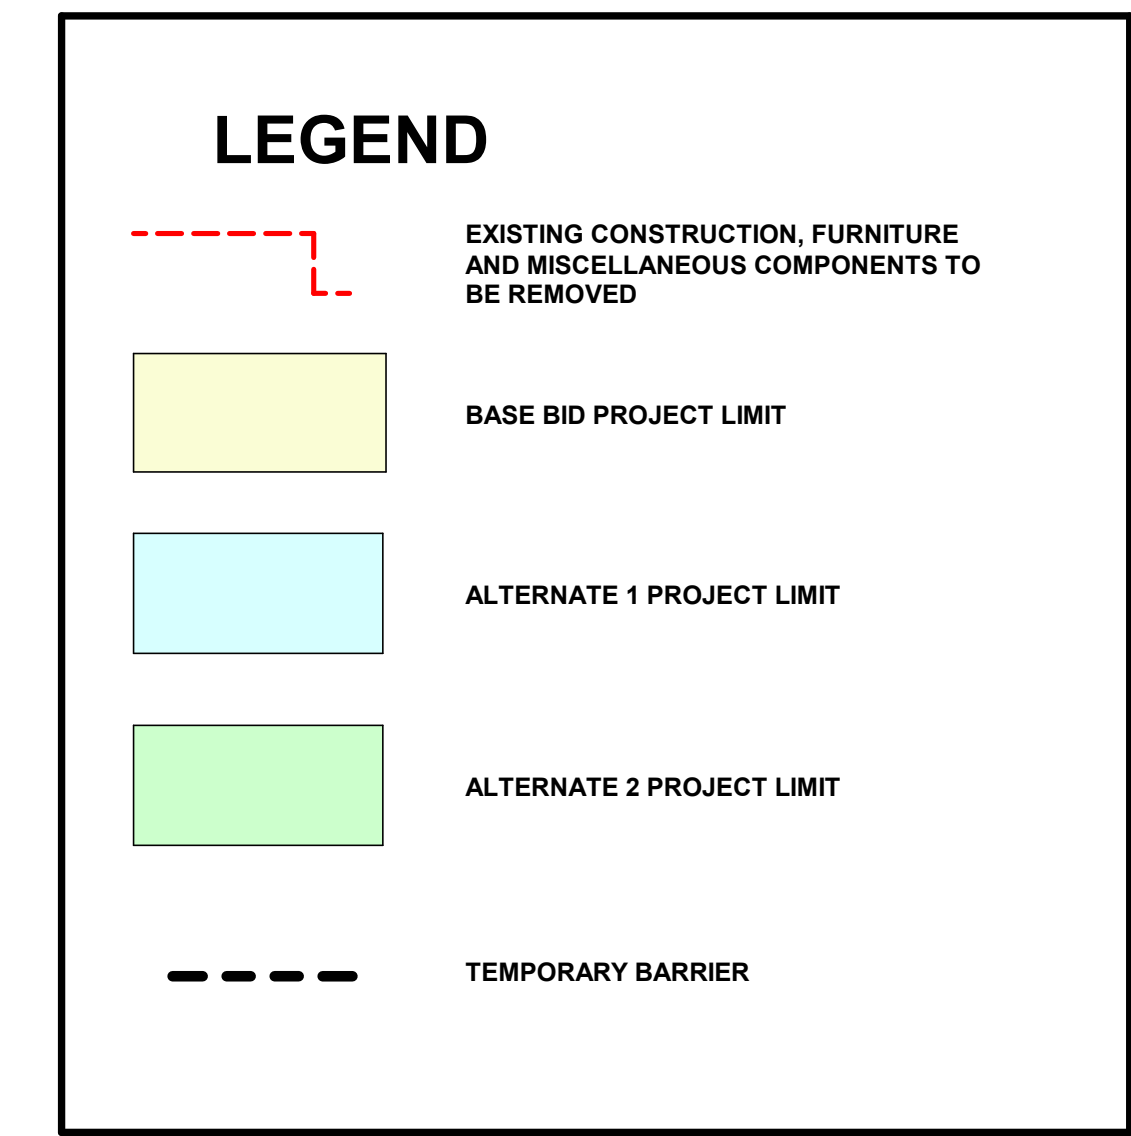 LEGEND
EXISTING CONSTRUCTION, FURNITURE
AND MISCELLANEOUS COMPONENTS TO
BE REMOVED
BASE BID PROJECT LIMIT
ALTERNATE 1 PROJECT LIMIT
ALTERNATE 2 PROJECT LIMIT
TEMPORARY BARRIER